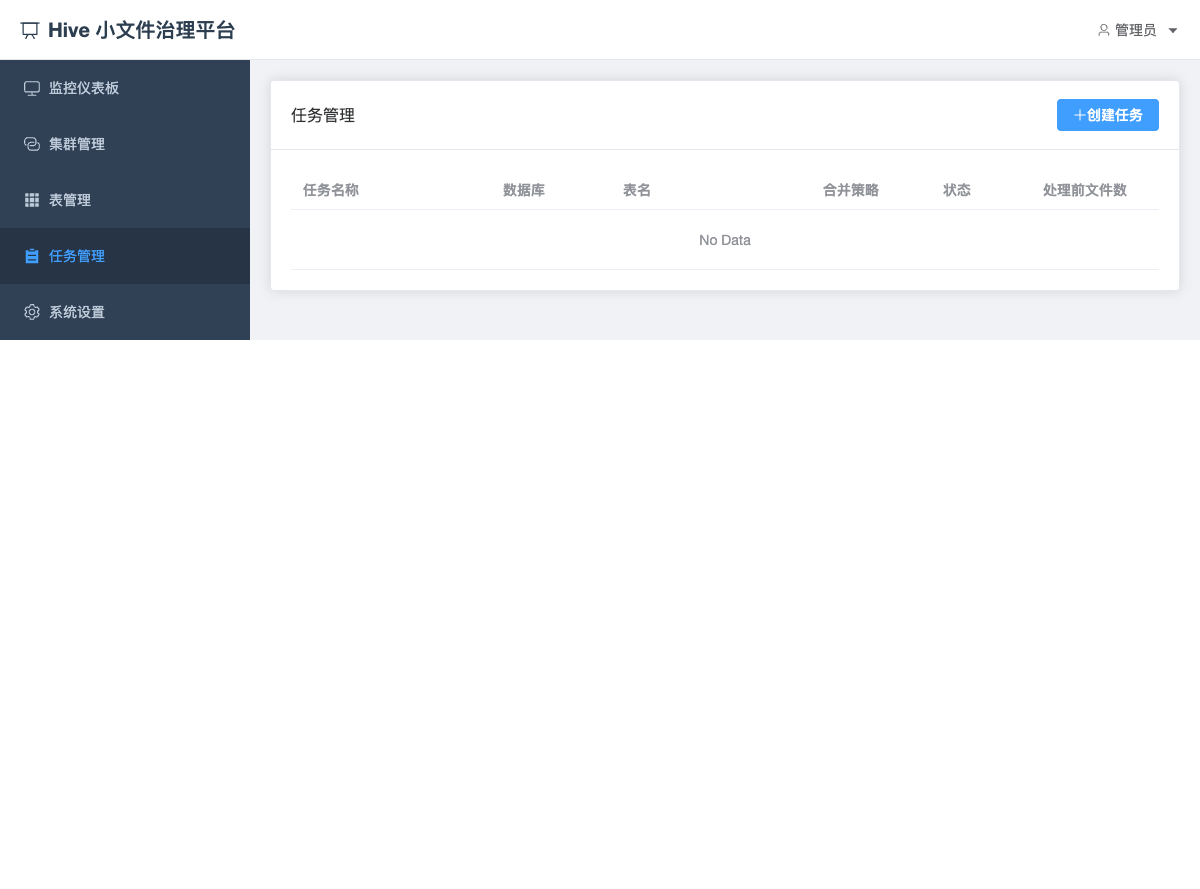 Hive 小文件治理平台
管理员
监控仪表板
集群管理
表管理
任务管理
系统设置
任务管理
创建任务
任务名称 数据库 表名 合并策略 状态 处理前文件数
No Data